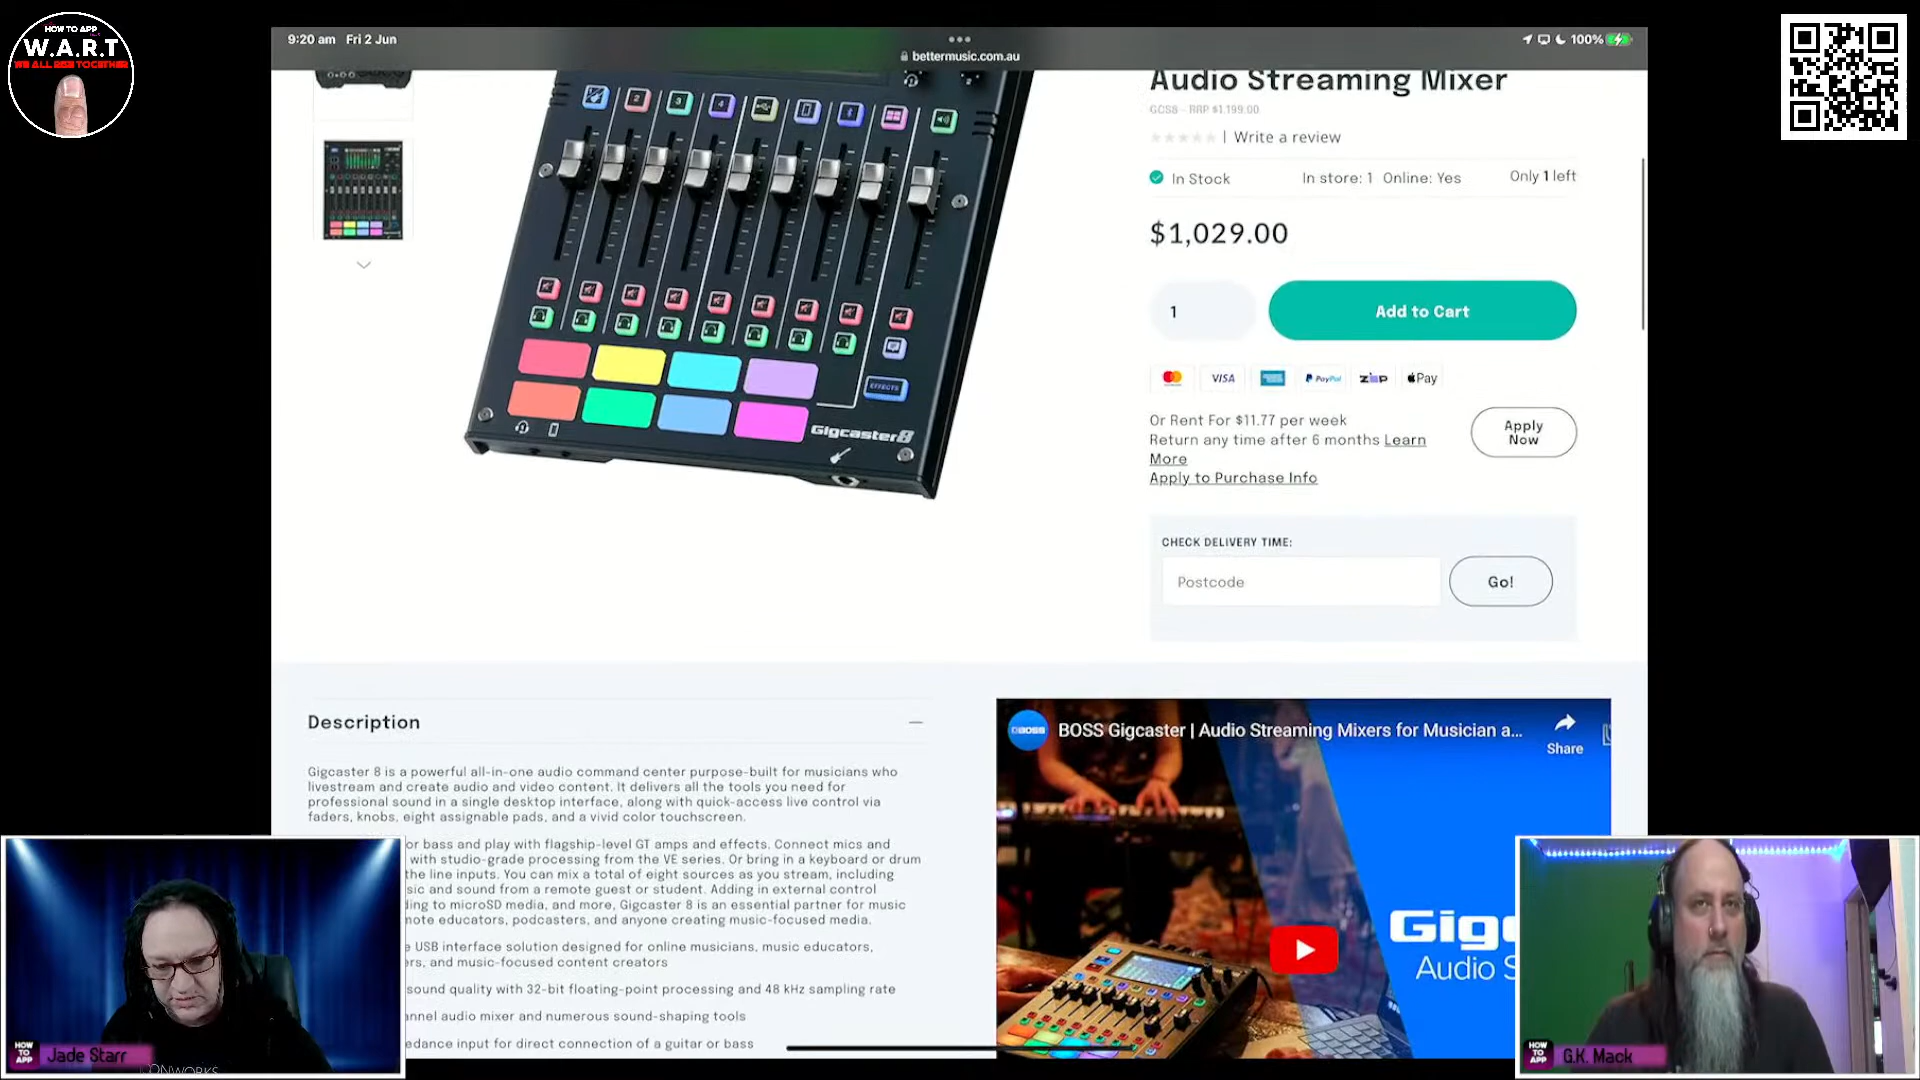 HOW TO APP
W.A.R.T
WE ALL RISE TOGETHER
9:20 am Fri 2 Jun
bettermusic.com.au
100%
Audio Streaming Mixer
GCS8 - RRP $1,199.00
| Write a review
In Stock
In store: 1 Online: Yes
Only 1 left
$1,029.00
1
Add to Cart
VISA
PayPal
zip
Pay
Or Rent For $11.77 per week
Return any time after 6 months Learn
More
Apply to Purchase Info
Apply
Now
CHECK DELIVERY TIME:
Postcode
Go!
2
3
4
EFFECTS
Gigcaster8
Description
Gigcaster 8 is a powerful all-in-one audio command center purpose-built for musicians who
livestream and create audio and video content. It delivers all the tools you need for
professional sound in a single desktop interface, along with quick-access live control via
faders, knobs, eight assignable pads, and a vivid color touchscreen.
or bass and play with flagship-level GT amps and effects. Connect mics and
with studio-grade processing from the VE series. Or bring in a keyboard or drum
the line inputs. You can mix a total of eight sources as you stream, including
sic and sound from a remote guest or student. Adding in external control
ding to microSD media, and more, Gigcaster 8 is an essential partner for music
mote educators, podcasters, and anyone creating music-focused media.
e USB interface solution designed for online musicians, music educators,
rs, and music-focused content creators
sound quality with 32-bit floating-point processing and 48 kHz sampling rate
annel audio mixer and numerous sound-shaping tools
edance input for direct connection of a guitar or bass
BOSS
BOSS Gigcaster | Audio Streaming Mixers for Musician a...
Share
Gigc
Audio S
HOW TO APP
Jade Starr
HOW TO APP
G.K. Mack